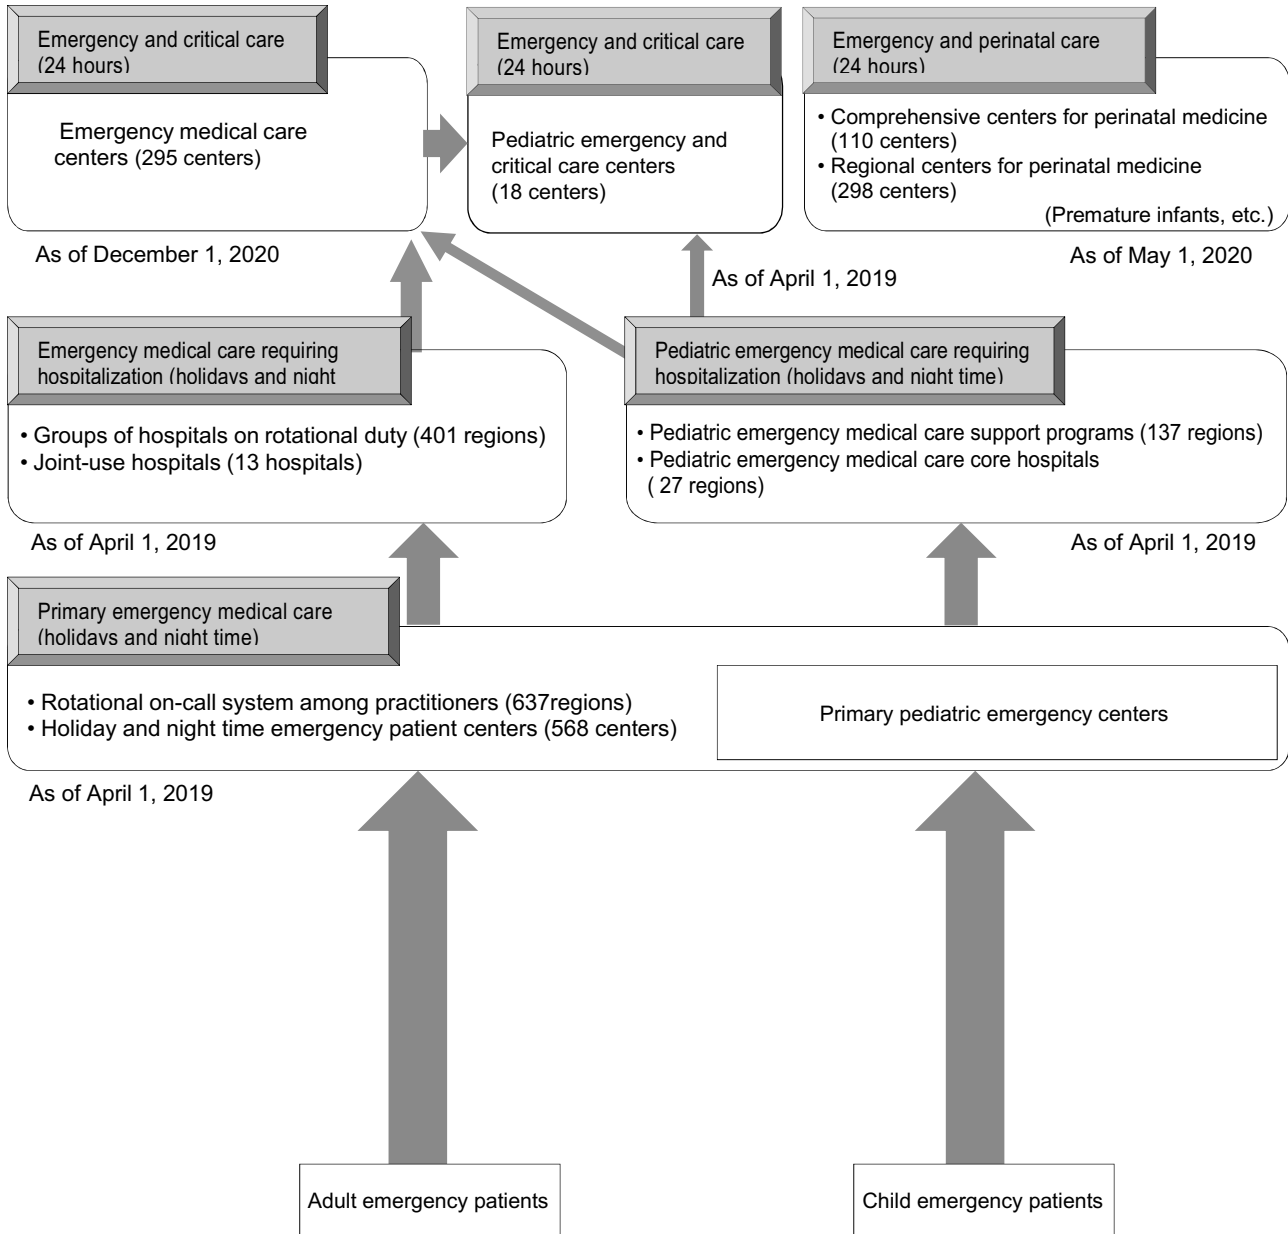 Emergency and critical care
(24 hours)
Emergency medical care
centers (295 centers)
As of December 1, 2020
Emergency and critical care
(24 hours)
Pediatric emergency and
critical care centers
(18 centers)
As of April 1, 2019
Emergency and perinatal care
(24 hours)
• Comprehensive centers for perinatal medicine
(110 centers)
• Regional centers for perinatal medicine
(298 centers)
(Premature infants, etc.)
As of May 1, 2020
Emergency medical care requiring
hospitalization (holidays and night
• Groups of hospitals on rotational duty (401 regions)
• Joint-use hospitals (13 hospitals)
As of April 1, 2019
Pediatric emergency medical care requiring
hospitalization (holidays and night time)
• Pediatric emergency medical care support programs (137 regions)
• Pediatric emergency medical care core hospitals
( 27 regions)
As of April 1, 2019
Primary emergency medical care
(holidays and night time)
• Rotational on-call system among practitioners (637regions)
• Holiday and night time emergency patient centers (568 centers)
Primary pediatric emergency centers
As of April 1, 2019
Adult emergency patients
Child emergency patients